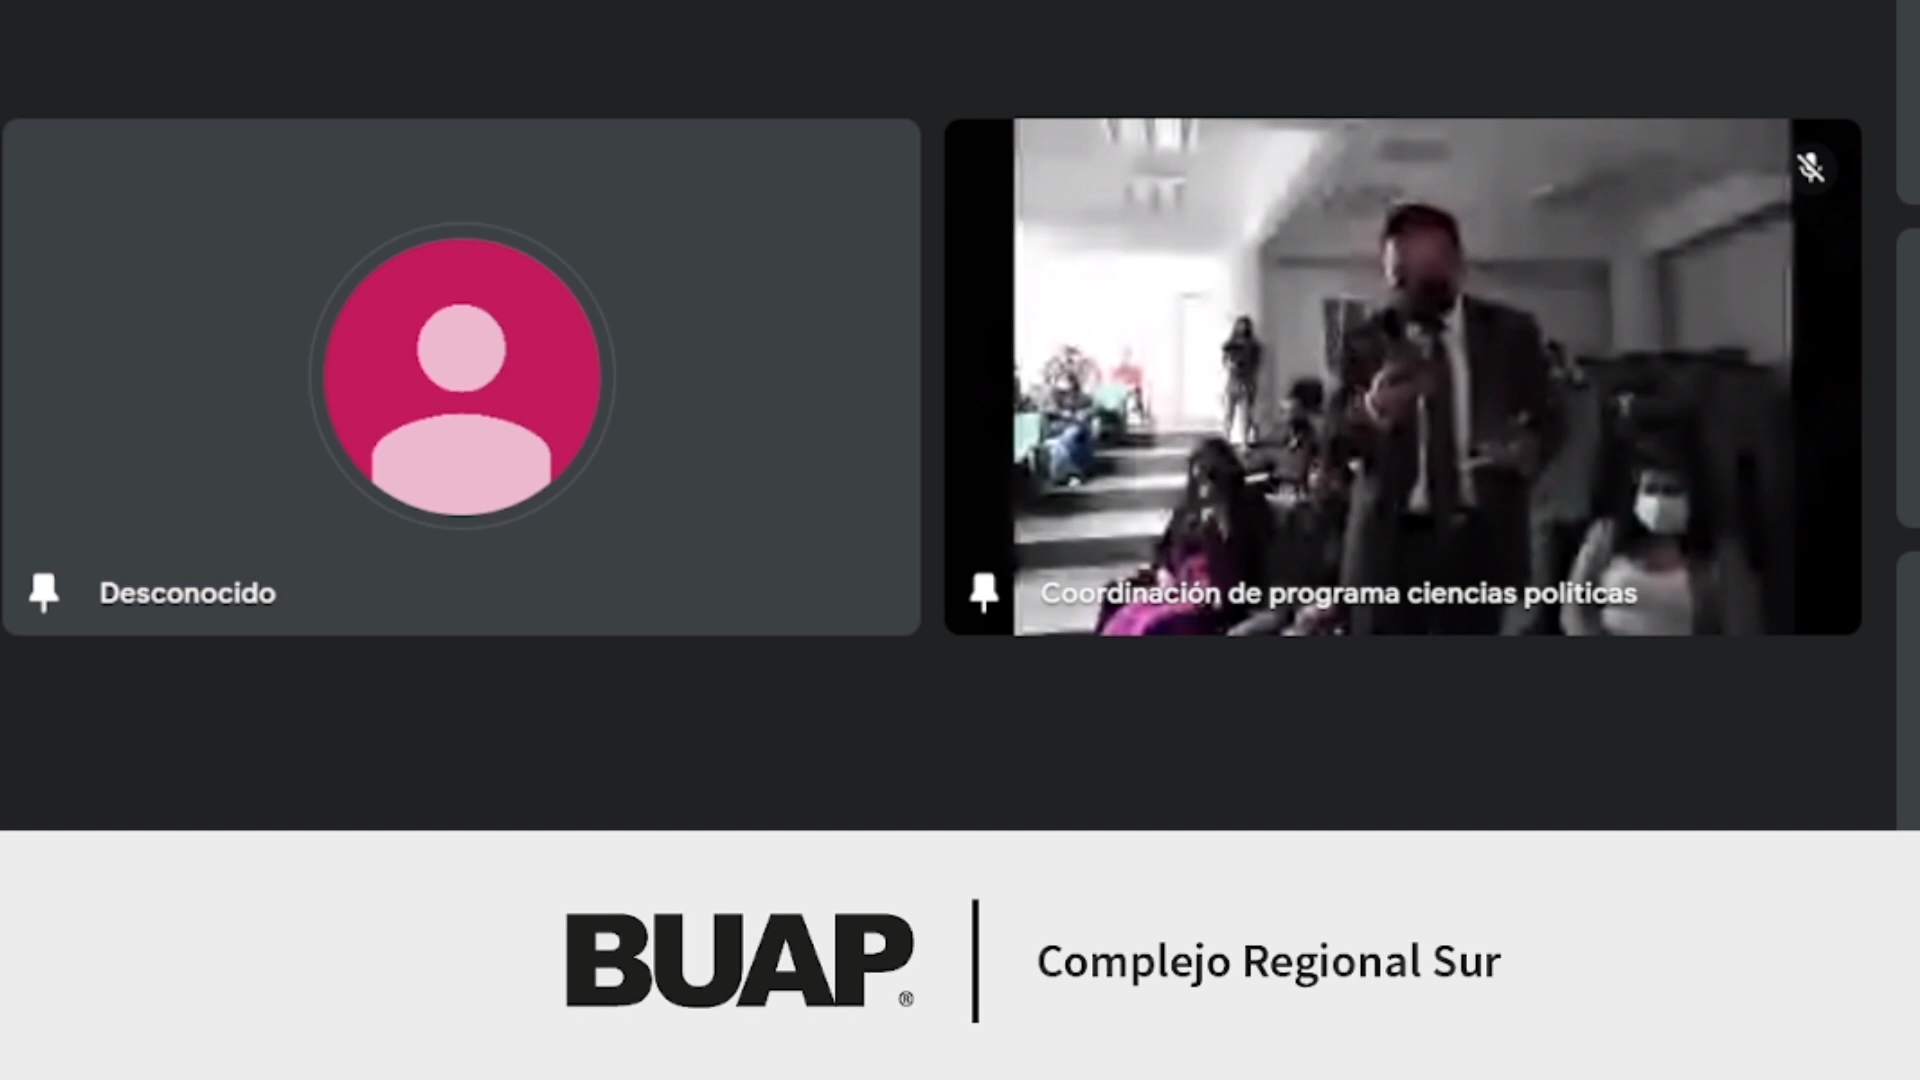 Desconocido
Coordinación de programa ciencias politicas
BUAP®
Complejo Regional Sur